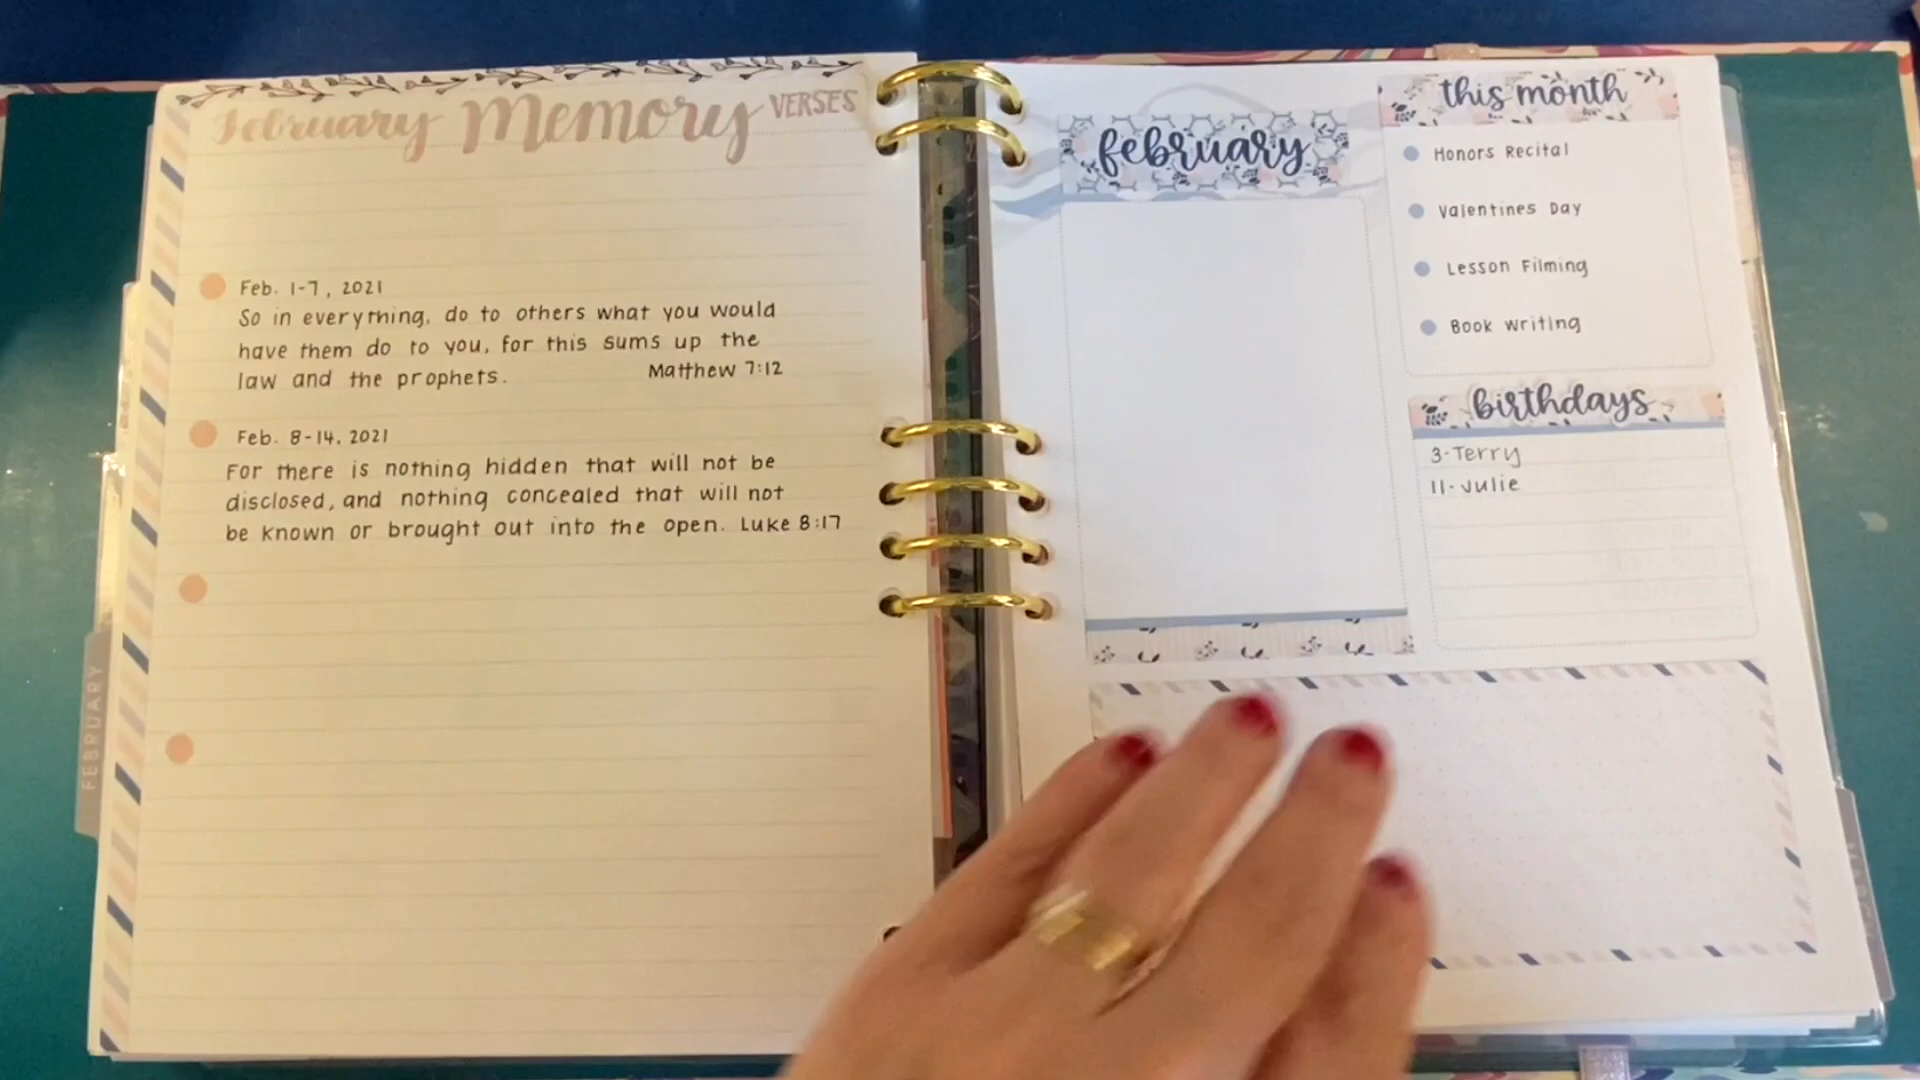 February Memory VERSES
Feb. 1-7, 2021
So in everything, do to others what you would
have them do to you, for this sums up the
law and the prophets. Matthew 7:12
Feb. 8-14, 2021
For there is nothing hidden that will not be
disclosed, and nothing concealed that will not
be known or brought out into the open. Luke 8:17
FEBRUARY
february
this month
Honors Recital
Valentines Day
Lesson Filming
Book writing
birthdays
3-Terry
11-Julie